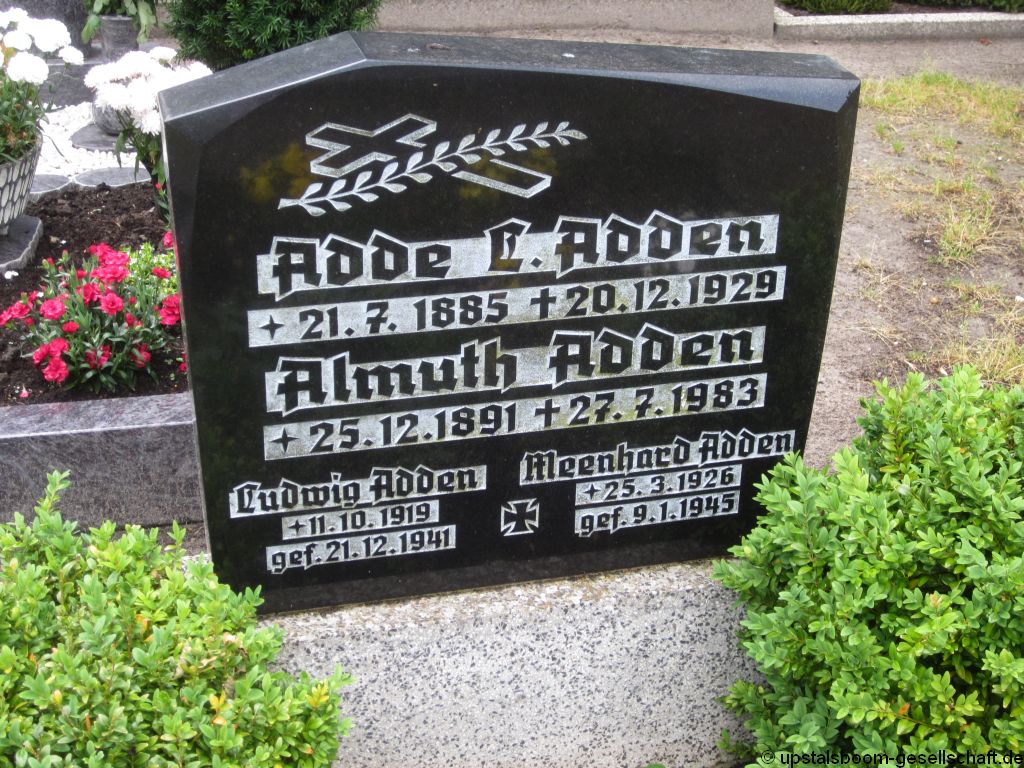 Adde L. Adden
✦ 21. 7. 1885 ✝ 20. 12. 1929
Almuth Adden
✦ 25. 12. 1891 ✝ 27. 7. 1983
Ludwig Adden
✦ 11. 10. 1919
gef. 21. 12. 1941
Meenhard Adden
✦ 25. 3. 1926
gef. 9. 1. 1945
© upstalsboom-gesellschaft.de